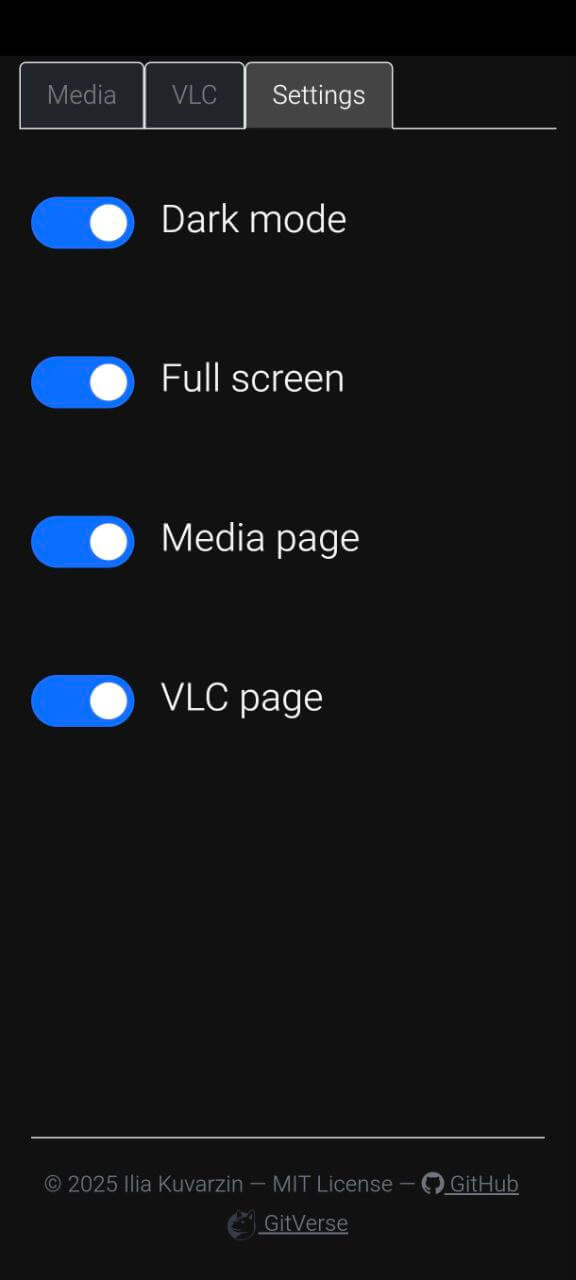 Media VLC Settings
Dark mode
Full screen
Media page
VLC page
© 2025 Ilia Kuvarzin — MIT License — GitHub
GitVerse